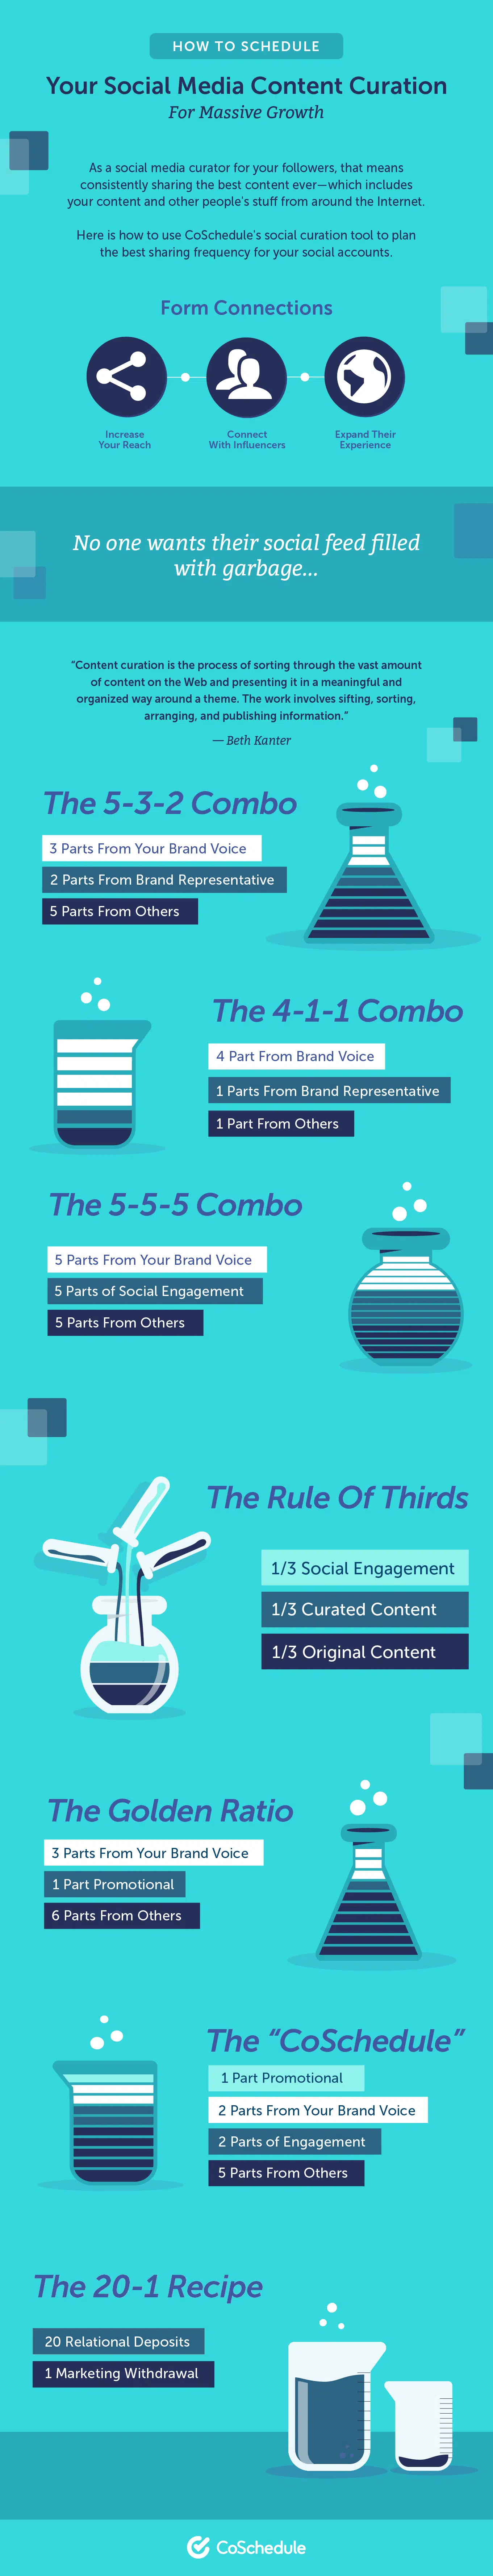 HOW TO SCHEDULE
Your Social Media Content Curation
For Massive Growth
As a social media curator for your followers, that means
consistently sharing the best content ever—which includes
your content and other people's stuff from around the Internet.
Here is how to use CoSchedule's social curation tool to plan
the best sharing frequency for your social accounts.
Form Connections
Increase
Your Reach
Connect
With Influencers
Expand Their
Experience
No one wants their social feed filled
with garbage...
“Content curation is the process of sorting through the vast amount
of content on the Web and presenting it in a meaningful and
organized way around a theme. The work involves sifting, sorting,
arranging, and publishing information.”
— Beth Kanter
The 5-3-2 Combo
3 Parts From Your Brand Voice
2 Parts From Brand Representative
5 Parts From Others
The 4-1-1 Combo
4 Part From Brand Voice
1 Parts From Brand Representative
1 Part From Others
The 5-5-5 Combo
5 Parts From Your Brand Voice
5 Parts of Social Engagement
5 Parts From Others
The Rule Of Thirds
1/3 Social Engagement
1/3 Curated Content
1/3 Original Content
The Golden Ratio
3 Parts From Your Brand Voice
1 Part Promotional
6 Parts From Others
The “CoSchedule”
1 Part Promotional
2 Parts From Your Brand Voice
2 Parts of Engagement
5 Parts From Others
The 20-1 Recipe
20 Relational Deposits
1 Marketing Withdrawal
CoSchedule